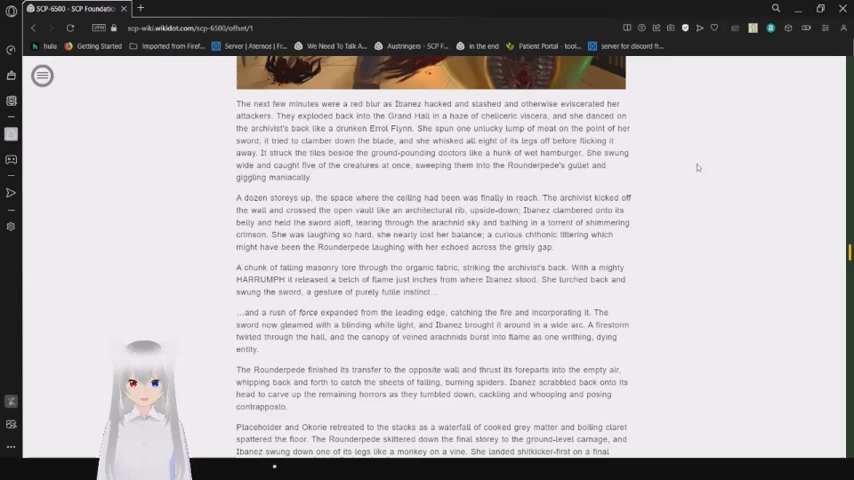 SCP-6500 - SCP Foundatio
VPN scp-wiki.wikidot.com/scp-6500/offset/1
hulu Getting Started Imported from Firef... Server | Aternos | Fr... We Need To Talk A... Austringers - SCP F... in the end Patient Portal - tool... server for discord fr...
The next few minutes were a red blur as Ibanez hacked and slashed and otherwise eviscerated her
attackers. They exploded back into the Grand Hall in a haze of cheliceric viscera, and she danced on
the archivist's back like a drunken Errol Flynn. She spun one unlucky lump of meat on the point of her
sword; it tried to clamber down the blade, and she whisked all eight of its legs off before flicking it
away. It struck the tiles beside the ground-pounding doctors like a hunk of wet hamburger. She swung
wide and caught five of the creatures at once, sweeping them into the Rounderpede's gullet and
giggling maniacally.
A dozen storeys up, the space where the ceiling had been was finally in reach. The archivist kicked off
the wall and crossed the open vault like an architectural rib, upside-down; Ibanez clambered onto its
belly and held the sword aloft, tearing through the arachnid sky and bathing in a torrent of shimmering
crimson. She was laughing so hard, she nearly lost her balance; a curious chthonic tittering which
might have been the Rounderpede laughing with her echoed across the grisly gap.
A chunk of falling masonry tore through the organic fabric, striking the archivist's back. With a mighty
HARRUMPH it released a belch of flame just inches from where Ibanez stood. She lurched back and
swung the sword, a gesture of purely futile instinct...
...and a rush of force expanded from the leading edge, catching the fire and incorporating it. The
sword now gleamed with a blinding white light, and Ibanez brought it around in a wide arc. A firestorm
twirled through the hall, and the canopy of veined arachnids burst into flame as one writhing, dying
entity.
The Rounderpede finished its transfer to the opposite wall and thrust its foreparts into the empty air,
whipping back and forth to catch the sheets of falling, burning spiders. Ibanez scrabbled back onto its
head to carve up the remaining horrors as they tumbled down, cackling and whooping and posing
contrapposto.
Placeholder and Okorie retreated to the stacks as a waterfall of cooked grey matter and boiling claret
spattered the floor. The Rounderpede skittered down the final storey to the ground-level carnage, and
Ibanez swung down one of its legs like a monkey on a vine. She landed shitkicker-first on a final